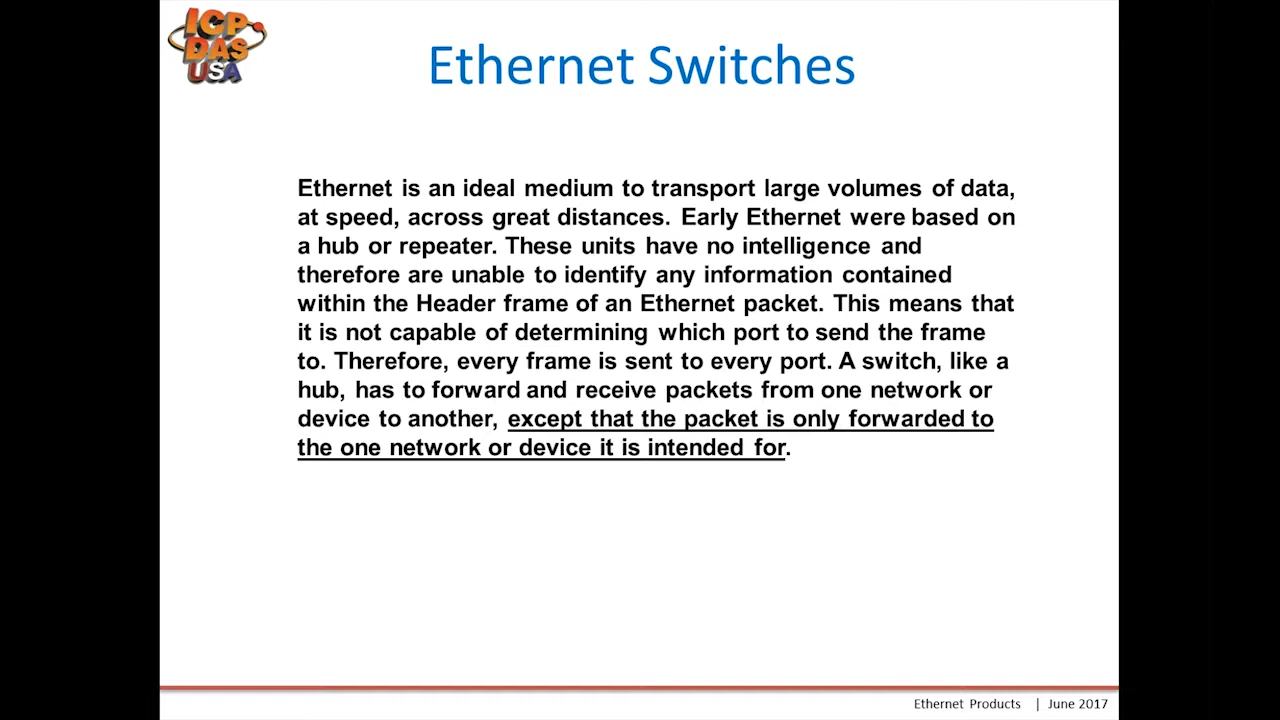 ICP
DAS
USA
Ethernet Switches
Ethernet is an ideal medium to transport large volumes of data,
at speed, across great distances. Early Ethernet were based on
a hub or repeater. These units have no intelligence and
therefore are unable to identify any information contained
within the Header frame of an Ethernet packet. This means that
it is not capable of determining which port to send the frame
to. Therefore, every frame is sent to every port. A switch, like a
hub, has to forward and receive packets from one network or
device to another, except that the packet is only forwarded to
the one network or device it is intended for.
Ethernet Products | June 2017